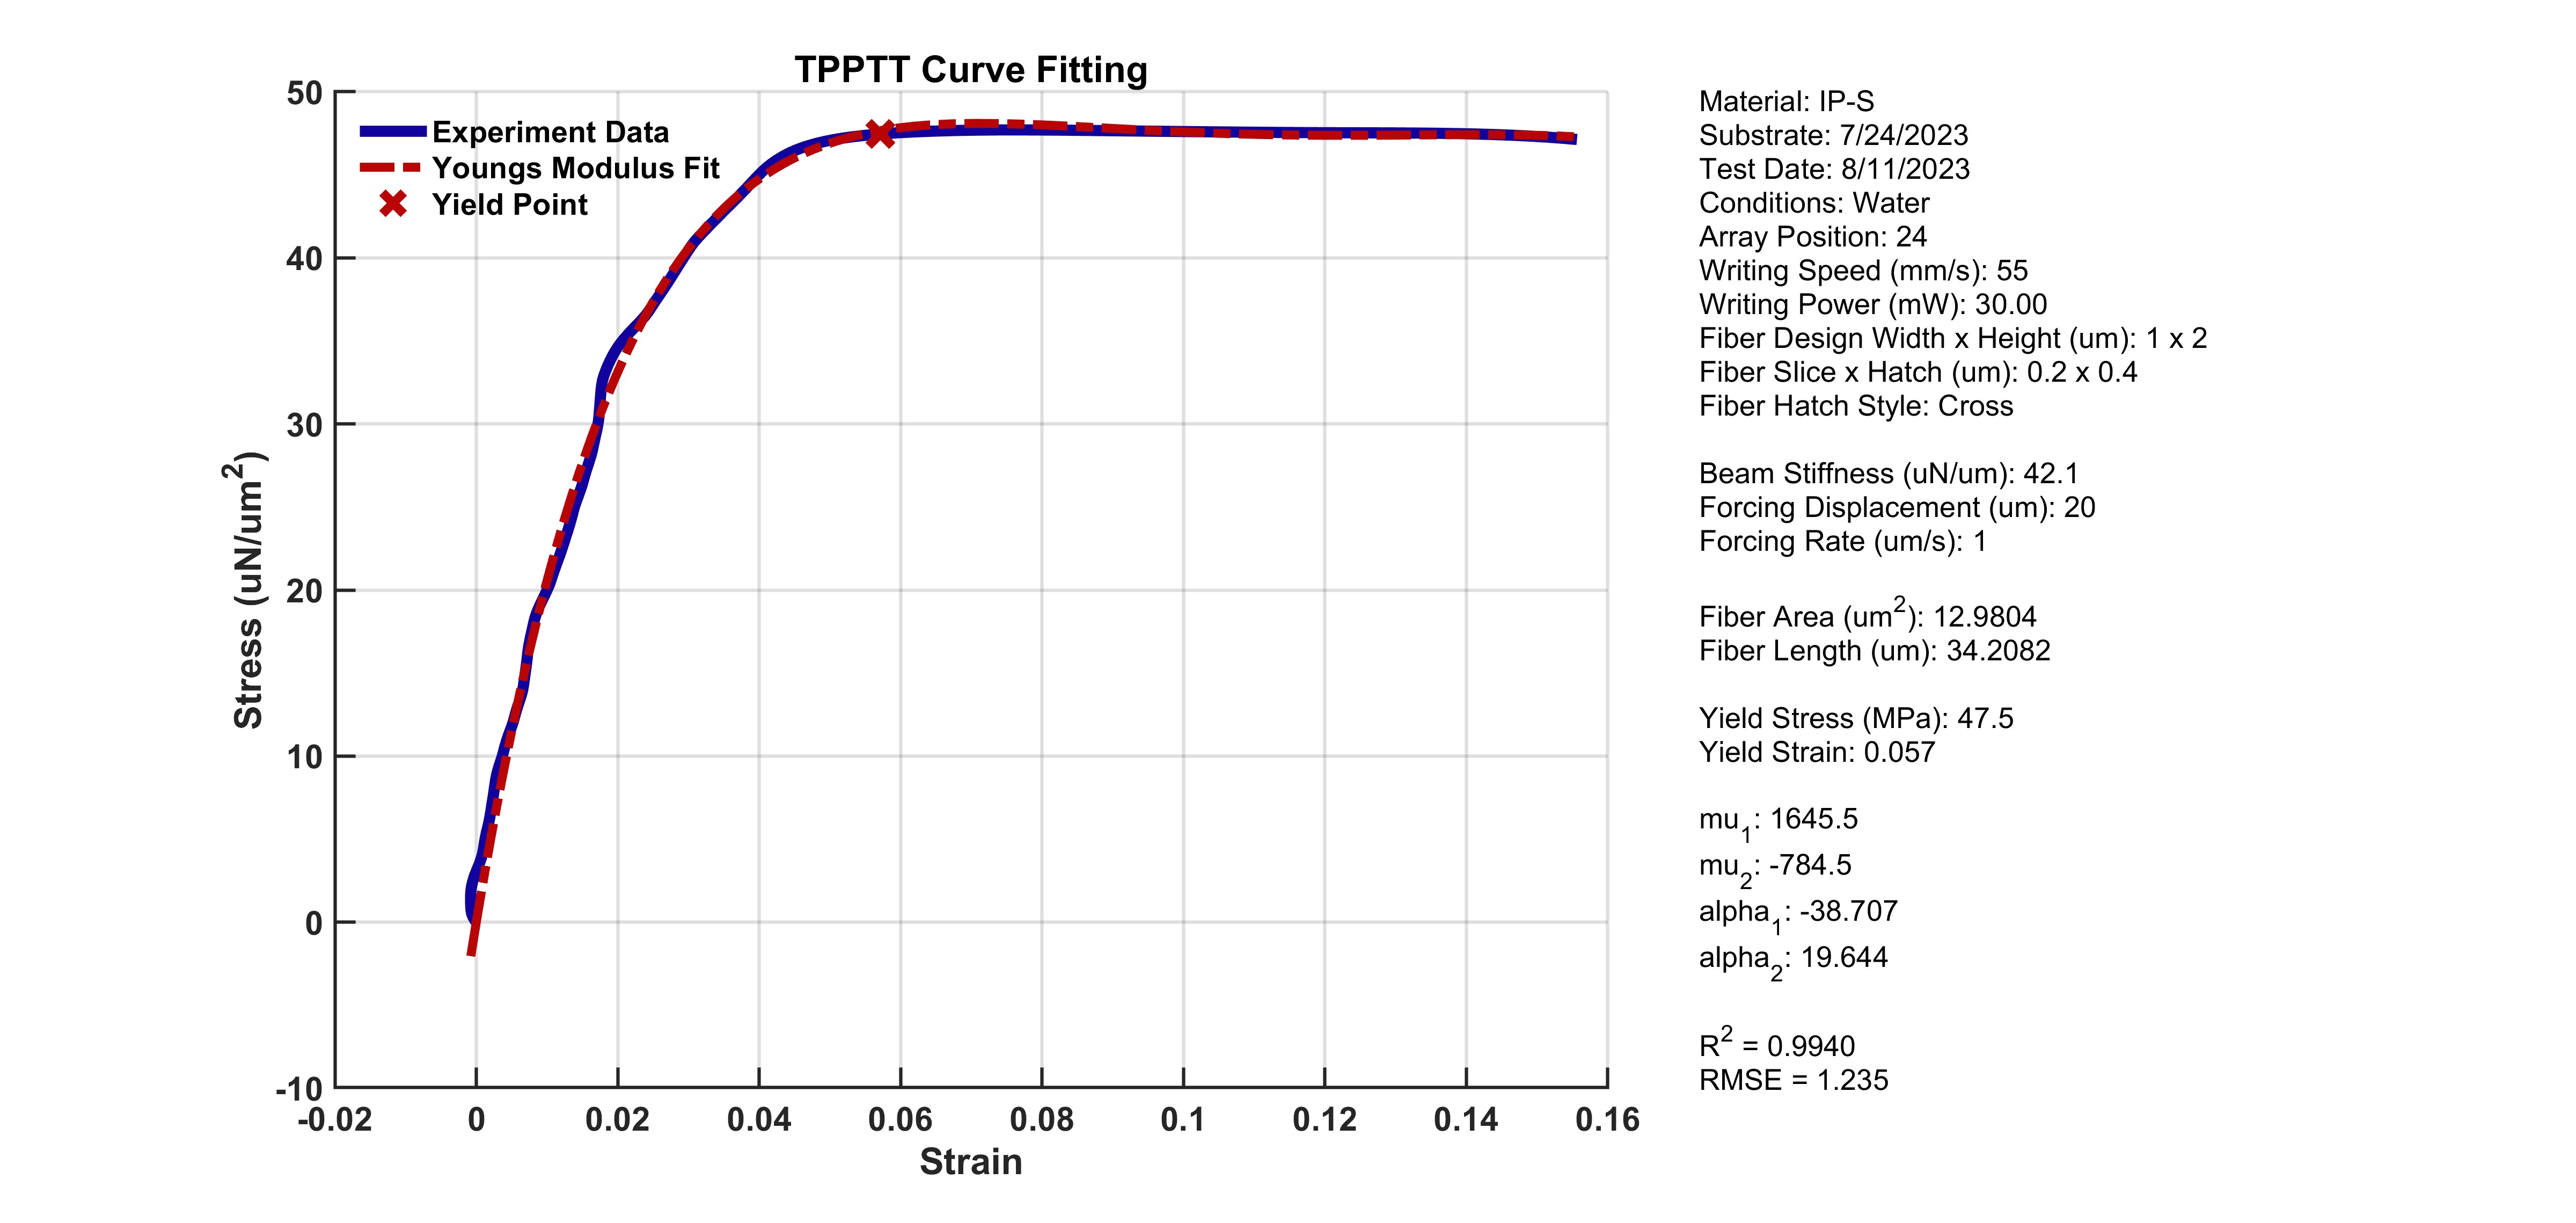 TPPTT Curve Fitting
50
40
30
20
10
0
-10
Stress (uN/um²)
Experiment Data
Youngs Modulus Fit
Yield Point
-0.02 0 0.02 0.04 0.06 0.08 0.1 0.12 0.14 0.16
Strain
Material: IP-S
Substrate: 7/24/2023
Test Date: 8/11/2023
Conditions: Water
Array Position: 24
Writing Speed (mm/s): 55
Writing Power (mW): 30.00
Fiber Design Width x Height (um): 1 x 2
Fiber Slice x Hatch (um): 0.2 x 0.4
Fiber Hatch Style: Cross
Beam Stiffness (uN/um): 42.1
Forcing Displacement (um): 20
Forcing Rate (um/s): 1
Fiber Area (um²): 12.9804
Fiber Length (um): 34.2082
Yield Stress (MPa): 47.5
Yield Strain: 0.057
mu₁: 1645.5
mu₂: -784.5
alpha₁: -38.707
alpha₂: 19.644
R² = 0.9940
RMSE = 1.235